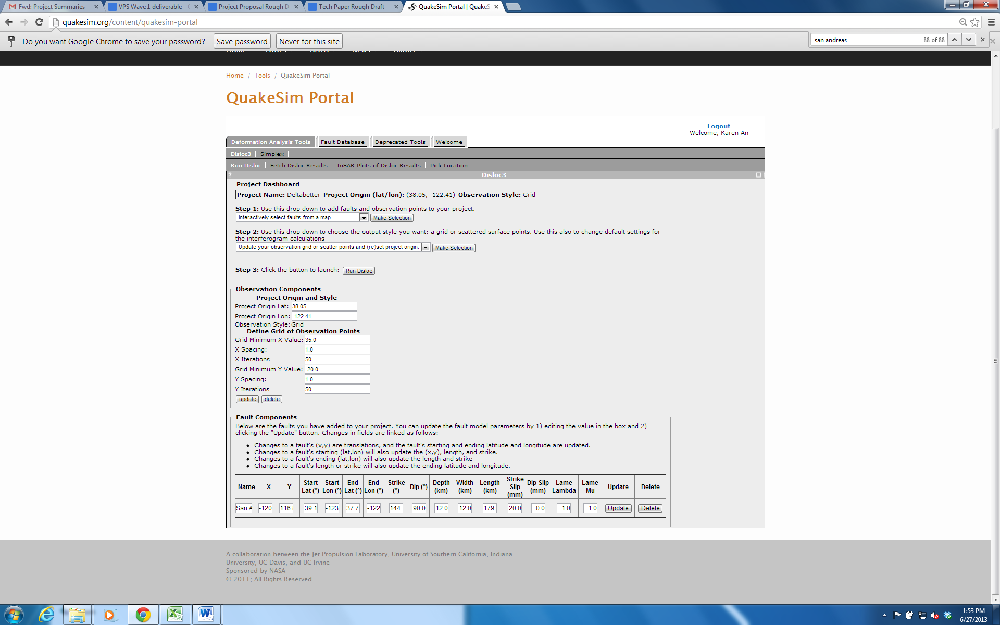 Fwd: Project Summaries -
VPS Wave 1 deliverable -
Project Proposal Rough D
Tech Paper Rough Draft -
QuakeSim Portal | QuakeS
quakesim.org/content/quakesim-portal
Do you want Google Chrome to save your password? Save password Never for this site
san andreas 88 of 88
HOME TOOLS DATA NEWS ABOUT
Home / Tools / QuakeSim Portal
QuakeSim Portal
Logout
Welcome, Karen An
Deformation Analysis Tools Fault Database Deprecated Tools Welcome
Disloc3 Simplex
Run Disloc Fetch Disloc Results InSAR Plots of Disloc Results Pick Location
? Disloc3
Project Dashboard
Project Name: Deltabetter Project Origin (lat/lon): (38.05, -122.41) Observation Style: Grid
Step 1: Use this drop down to add faults and observation points to your project.
Interactively select faults from a map. Make Selection
Step 2: Use this drop down to choose the output style you want: a grid or scattered surface points. Use this also to change default settings for
the interferogram calculations
Update your observation grid or scatter points and (re)set project origin. Make Selection
Step 3: Click the button to launch: Run Disloc
Observation Components
Project Origin and Style
Project Origin Lat: 38.05
Project Origin Lon: -122.41
Observation Style: Grid
Define Grid of Observation Points
Grid Minimum X Value: 35.0
X Spacing: 1.0
X Iterations 50
Grid Minimum Y Value: -20.0
Y Spacing: 1.0
Y Iterations 50
update delete
Fault Components
Below are the faults you have added to your project. You can update the fault model parameters by 1) editing the value in the box and 2)
clicking the "Update" button. Changes in fields are linked as follows:
• Changes to a fault's (x,y) are translations, and the fault's starting and ending latitude and longitude are updated.
• Changes to a fault's starting (lat,lon) will also update the (x,y), length, and strike.
• Changes to a fault's ending (lat,lon) will also update the length and strike
• Changes to a fault's length or strike will also update the ending latitude and longitude.
Name X Y Start Lat (°) Start Lon (°) End Lat (°) End Lon (°) Strike (°) Dip (°) Depth (km) Width (km) Length (km) Strike Slip (mm) Dip Slip (mm) Lame Lambda Lame Mu Update Delete
San A -120 116. 39.1 -123 37.7 -122 144. 90.0 12.0 12.0 179. 20.0 0.0 1.0 1.0 Update Delete
A collaboration between the Jet Propulsion Laboratory, University of Southern California, Indiana
University, UC Davis, and UC Irvine
Sponsored by NASA
© 2011; All Rights Reserved
1:53 PM
6/27/2013